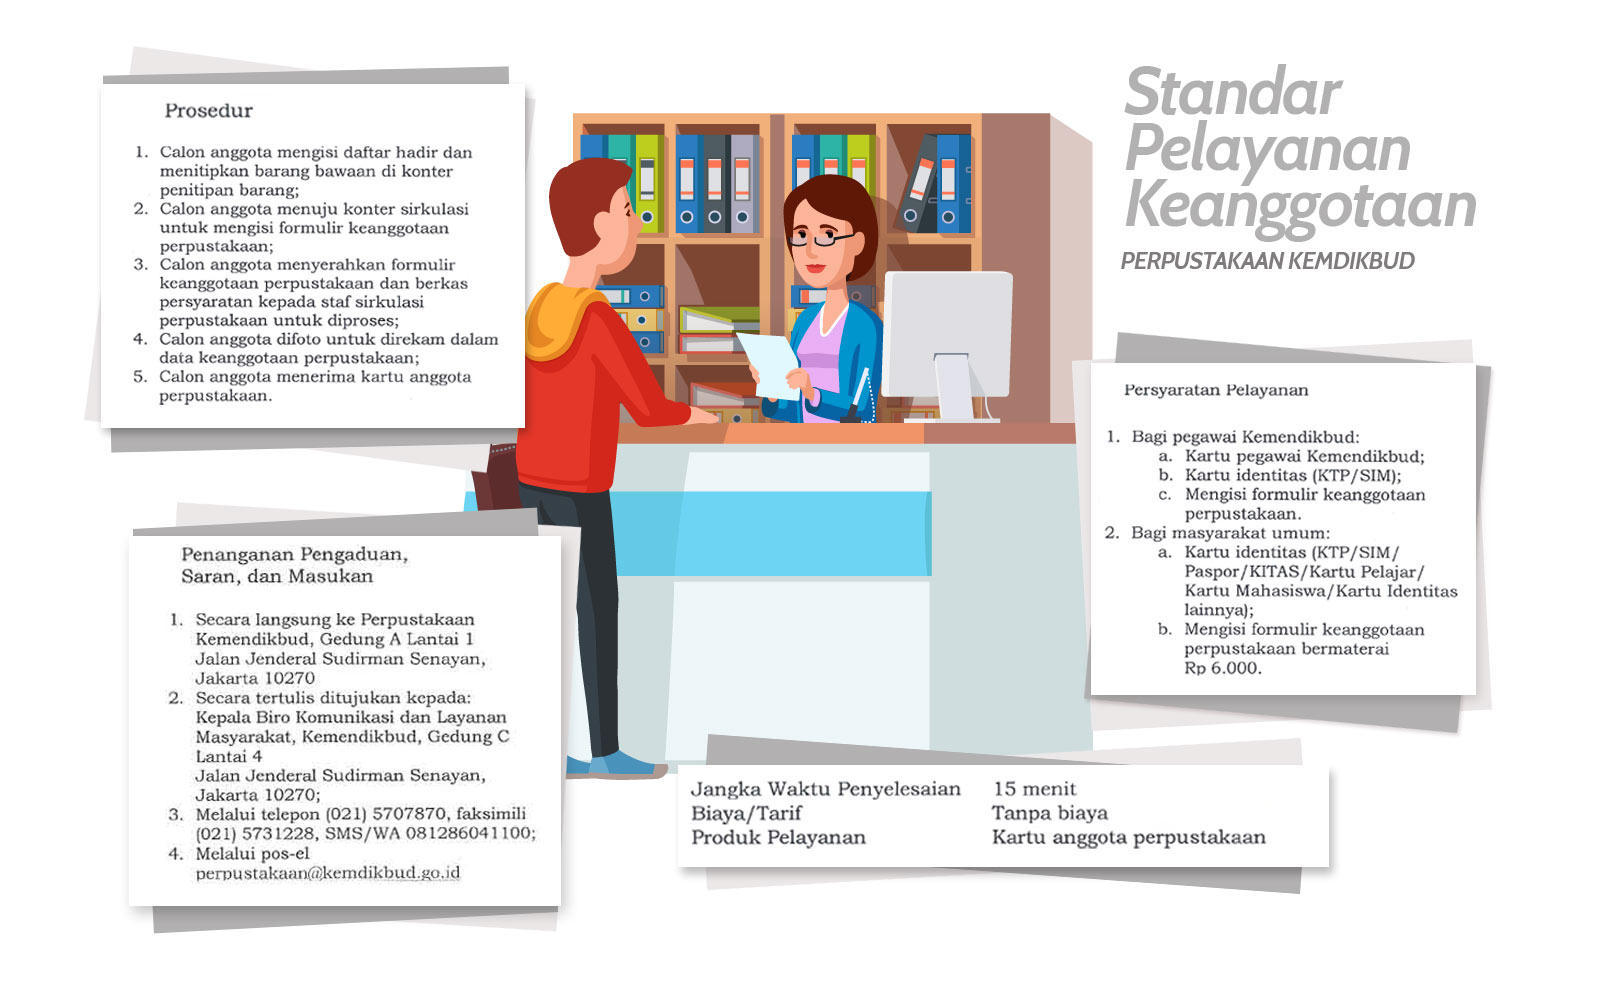 Standar
Pelayanan
Keanggotaan
PERPUSTAKAAN KEMDIKBUD
Prosedur
1. Calon anggota mengisi daftar hadir dan
menitipkan barang bawaan di konter
penitipan barang;
2. Calon anggota menuju konter sirkulasi
untuk mengisi formulir keanggotaan
perpustakaan;
3. Calon anggota menyerahkan formulir
keanggotaan perpustakaan dan berkas
persyaratan kepada staf sirkulasi
perpustakaan untuk diproses;
4. Calon anggota difoto untuk direkam dalam
data keanggotaan perpustakaan;
5. Calon anggota menerima kartu anggota
perpustakaan.
Persyaratan Pelayanan
1. Bagi pegawai Kemendikbud:
a. Kartu pegawai Kemendikbud;
b. Kartu identitas (KTP/SIM);
c. Mengisi formulir keanggotaan
perpustakaan.
2. Bagi masyarakat umum:
a. Kartu identitas (KTP/SIM/
Paspor/KITAS/Kartu Pelajar/
Kartu Mahasiswa/Kartu Identitas
lainnya);
b. Mengisi formulir keanggotaan
perpustakaan bermaterai
Rp 6.000.
Penanganan Pengaduan,
Saran, dan Masukan
1. Secara langsung ke Perpustakaan
Kemendikbud, Gedung A Lantai 1
Jalan Jenderal Sudirman Senayan,
Jakarta 10270
2. Secara tertulis ditujukan kepada:
Kepala Biro Komunikasi dan Layanan
Masyarakat, Kemendikbud, Gedung C
Lantai 4
Jalan Jenderal Sudirman Senayan,
Jakarta 10270;
3. Melalui telepon (021) 5707870, faksimili
(021) 5731228, SMS/WA 081286041100;
4. Melalui pos-el
perpustakaan@kemdikbud.go.id
Jangka Waktu Penyelesaian 15 menit
Biaya/Tarif Tanpa biaya
Produk Pelayanan Kartu anggota perpustakaan